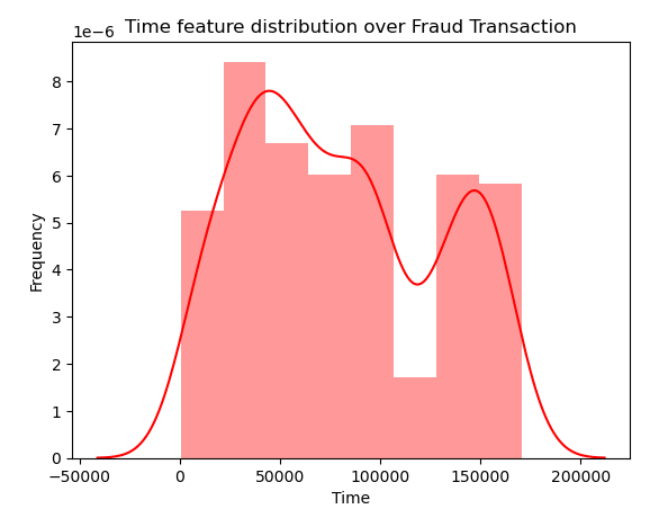 Time feature distribution over Fraud Transaction
1e−6
8
7
6
5
4
3
2
1
0
Frequency
−50000 0 50000 100000 150000 200000
Time